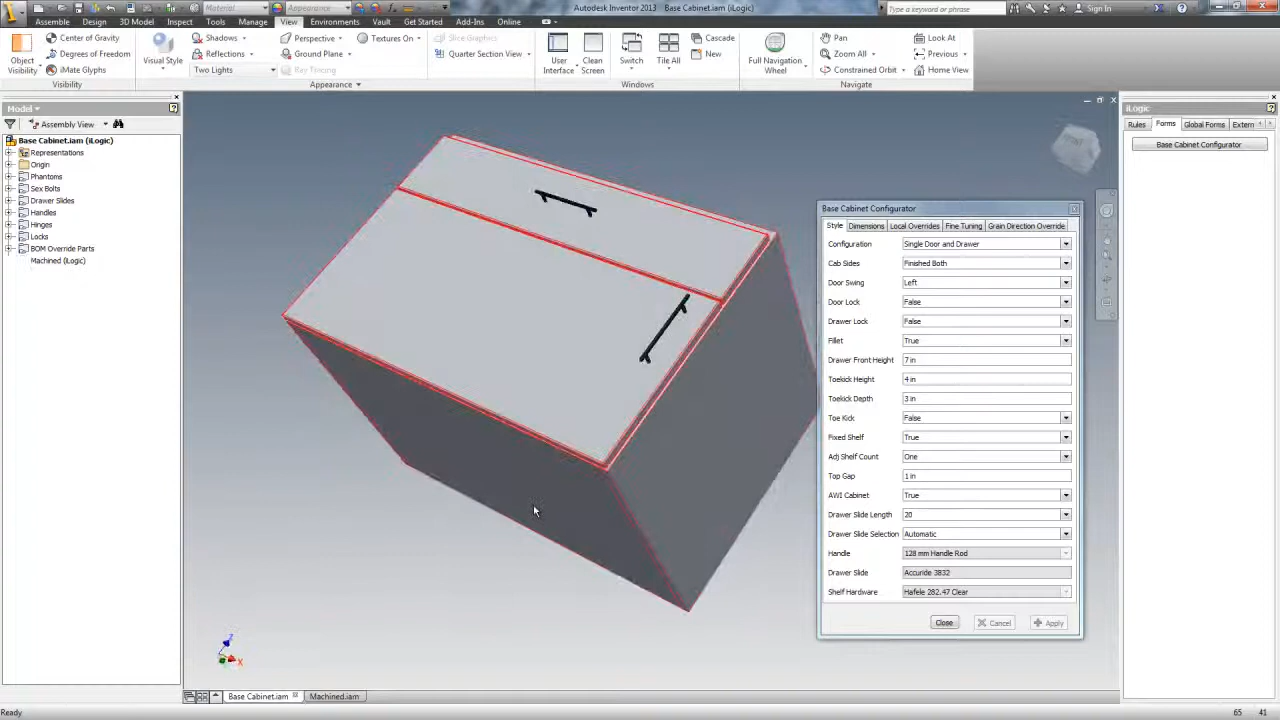 Material
Appearance
Autodesk Inventor 2013   Base Cabinet.iam (iLogic)
Type a keyword or phrase
Sign In
Assemble
Design
3D Model
Inspect
Tools
Manage
View
Environments
Vault
Get Started
Add-Ins
Online
Object Visibility
Center of Gravity
Degrees of Freedom
iMate Glyphs
Visibility
Visual Style
Shadows
Reflections
Two Lights
Perspective
Ground Plane
Ray Tracing
Textures On
Appearance
Slice Graphics
Quarter Section View
User Interface
Clean Screen
Switch
Tile All
Cascade
New
Windows
Full Navigation Wheel
Pan
Zoom All
Constrained Orbit
Look At
Previous
Home View
Navigate
Model
Assembly View
Base Cabinet.iam (iLogic)
Representations
Origin
Phantoms
Sex Bolts
Drawer Slides
Handles
Hinges
Locks
BOM Override Parts
Machined (Logic)
iLogic
Rules
Forms
Global Forms
Extern
Base Cabinet Configurator
Base Cabinet Configurator
Style
Dimensions
Local Overrides
Fine Tuning
Grain Direction Override
Configuration Single Door and Drawer
Cab Sides Finished Both
Door Swing Left
Door Lock False
Drawer Lock False
Fillet True
Drawer Front Height 7 in
Toekick Height 4 in
Toekick Depth 3 in
Toe Kick False
Fixed Shelf True
Adj Shelf Count One
Top Gap 1 in
AWI Cabinet True
Drawer Slide Length 20
Drawer Slide Selection Automatic
Handle 128 mm Handle Rod
Drawer Slide Accuride 3832
Shelf Hardware Hafele 282.47 Clear
Close
Cancel
Apply
Z
X
Base Cabinet.iam
Machined.iam
Ready
65 41